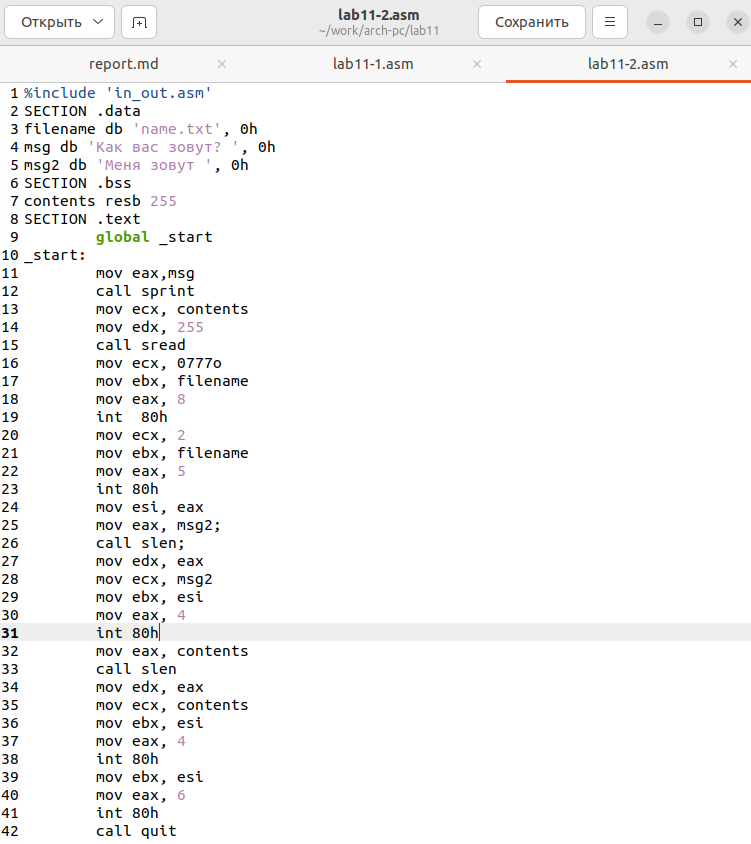 Открыть
lab11-2.asm
~/work/arch-pc/lab11
Сохранить
report.md
lab11-1.asm
lab11-2.asm
1 %include 'in_out.asm'
2 SECTION .data
3 filename db 'name.txt', 0h
4 msg db 'Как вас зовут? ', 0h
5 msg2 db 'Меня зовут ', 0h
6 SECTION .bss
7 contents resb 255
8 SECTION .text
9 global _start
10 _start:
11 mov eax,msg
12 call sprint
13 mov ecx, contents
14 mov edx, 255
15 call sread
16 mov ecx, 0777o
17 mov ebx, filename
18 mov eax, 8
19 int  80h
20 mov ecx, 2
21 mov ebx, filename
22 mov eax, 5
23 int 80h
24 mov esi, eax
25 mov eax, msg2;
26 call slen;
27 mov edx, eax
28 mov ecx, msg2
29 mov ebx, esi
30 mov eax, 4
31 int 80h
32 mov eax, contents
33 call slen
34 mov edx, eax
35 mov ecx, contents
36 mov ebx, esi
37 mov eax, 4
38 int 80h
39 mov ebx, esi
40 mov eax, 6
41 int 80h
42 call quit